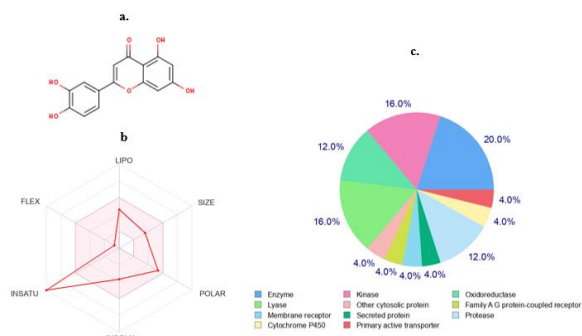 a.
O
OH
HO
O
OH
HO
b
LIPO
FLEX
SIZE
INSATU
POLAR
c.
16.0%
20.0%
12.0%
4.0%
4.0%
16.0%
12.0%
4.0%
4.0%
4.0%
4.0%
4.0%
Enzyme
Kinase
Oxidoreductase
Lyase
Other cytosolic protein
Family A G protein-coupled receptor
Membrane receptor
Secreted protein
Protease
Cytochrome P450
Primary active transporter